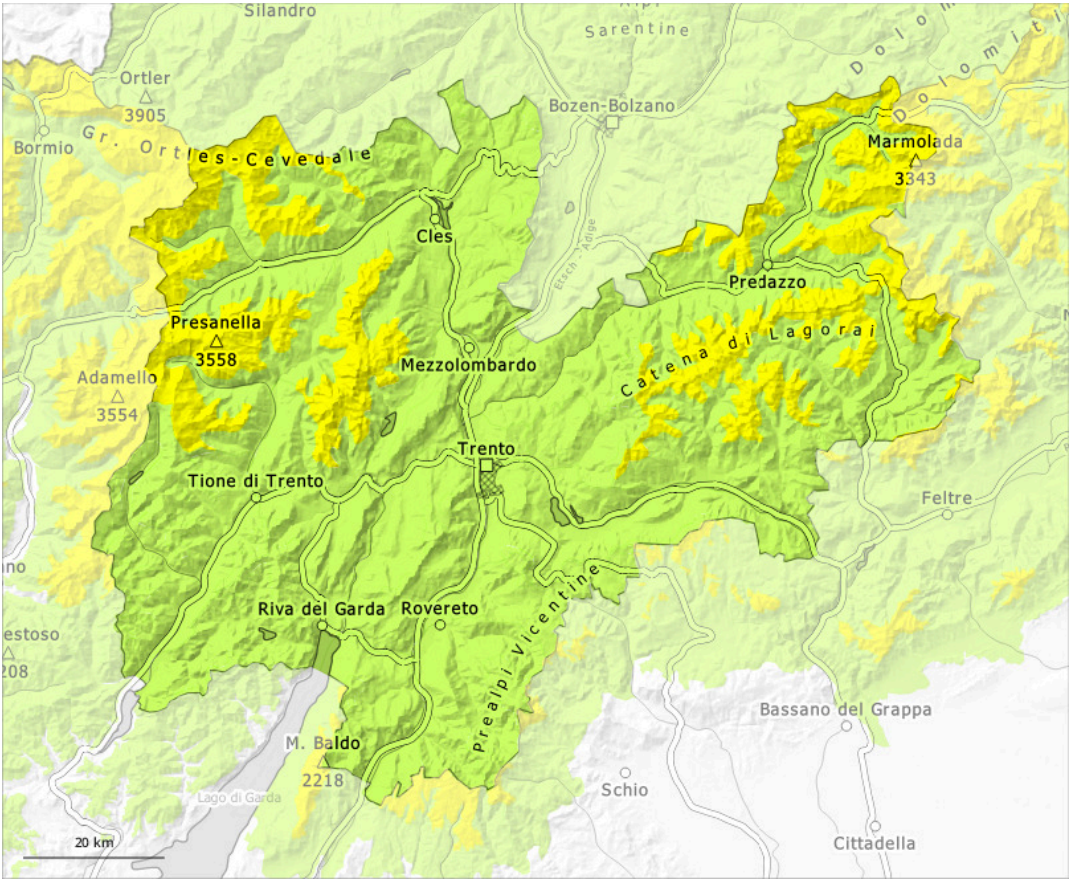 Silandro
Sarentine
Dolomiti
Ortler
3905
Bozen-Bolzano
Bormio
Gr. Ortles-Cevedale
Marmolada
3343
Cles
Etsch - Adige
Predazzo
Presanella
3558
Catena di Lagorai
Mezzolombardo
Adamello
3554
Trento
Tione di Trento
Feltre
Riva del Garda
Rovereto
estoso
208
Prealpi Vicentine
Bassano del Grappa
M. Baldo
2218
Schio
Lago di Garda
Cittadella
20 km